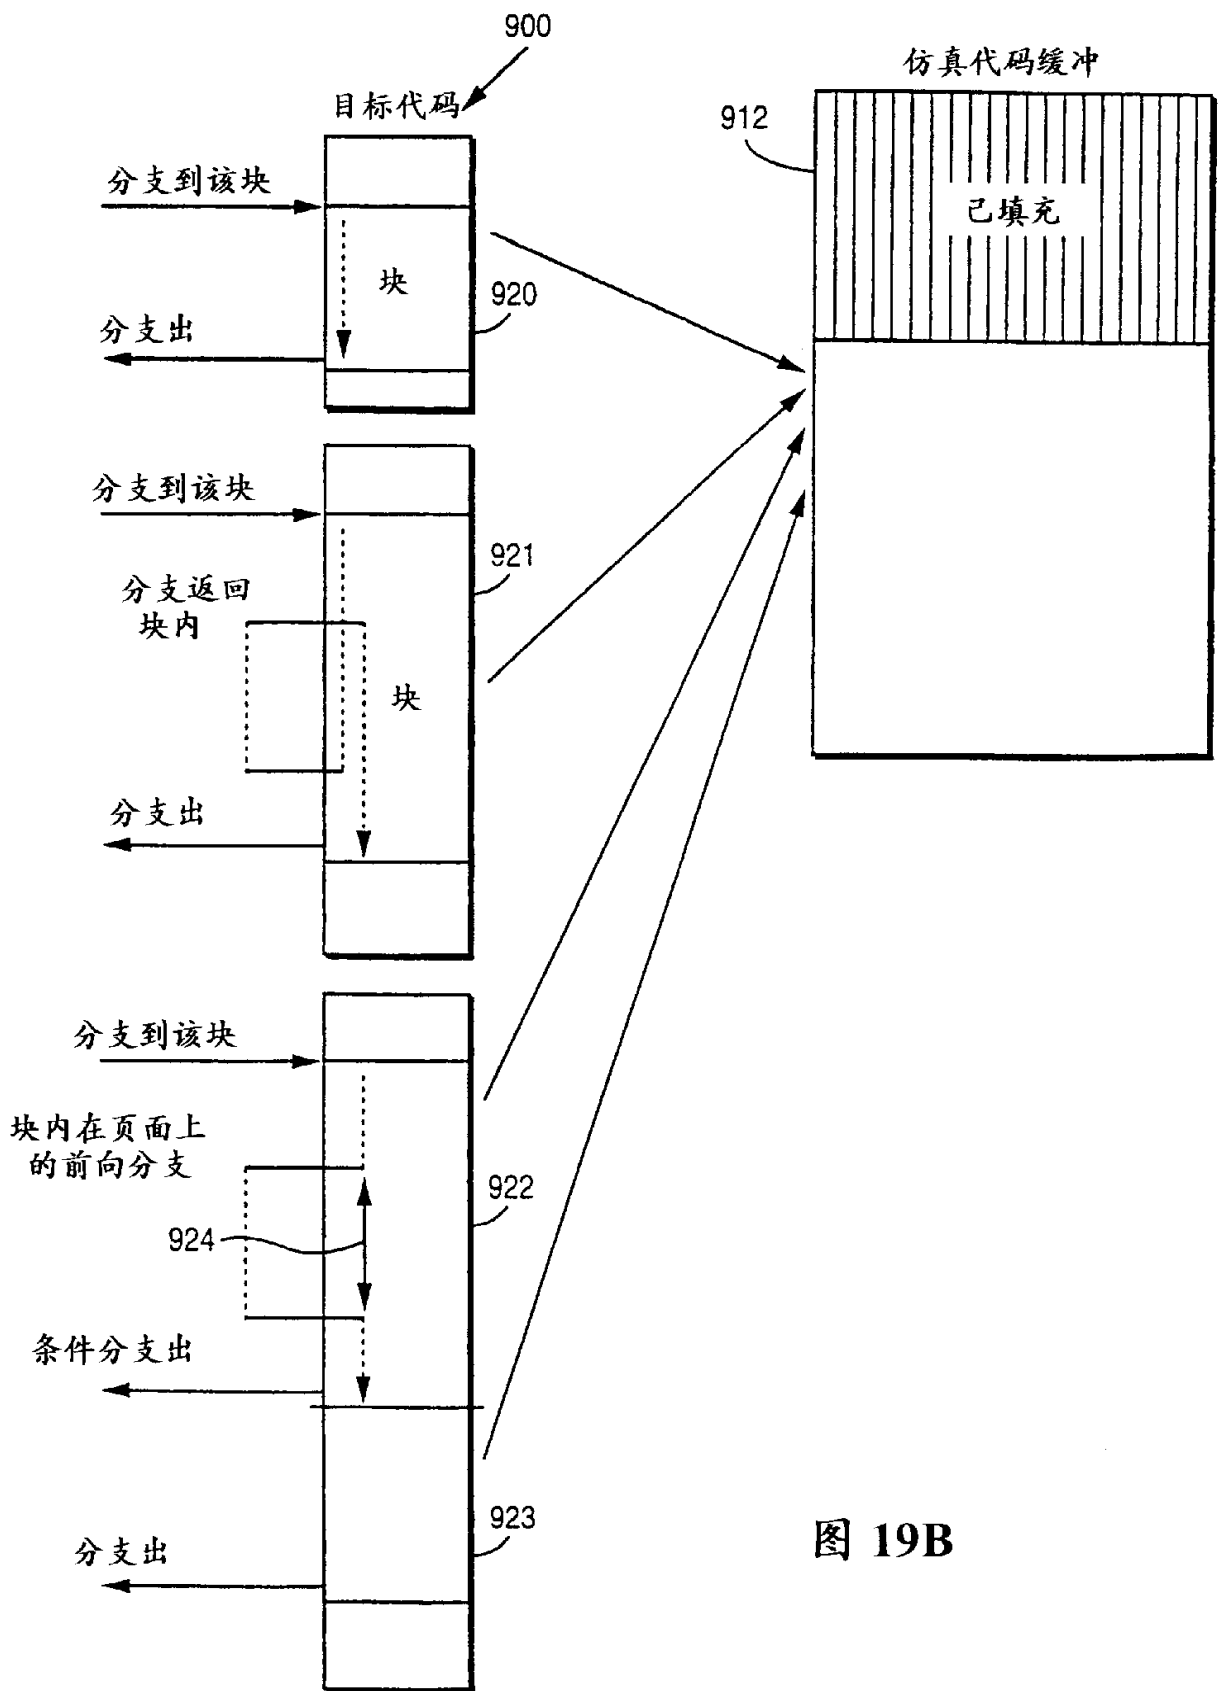 900
目标代码
仿真代码缓冲
912
已填充
分支到该块
块
920
分支出
分支到该块
921
分支返回
块内
块
分支出
分支到该块
块内在页面上
的前向分支
922
924
条件分支出
923
分支出
图 19B